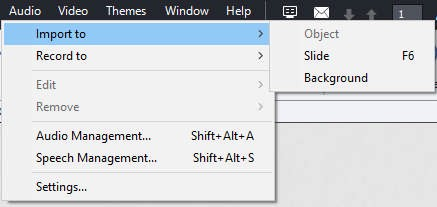 Audio Video Themes Window Help 1
Import to
Object
Record to
Slide F6
Background
Edit
Remove
Audio Management... Shift+Alt+A
Speech Management... Shift+Alt+S
Settings...